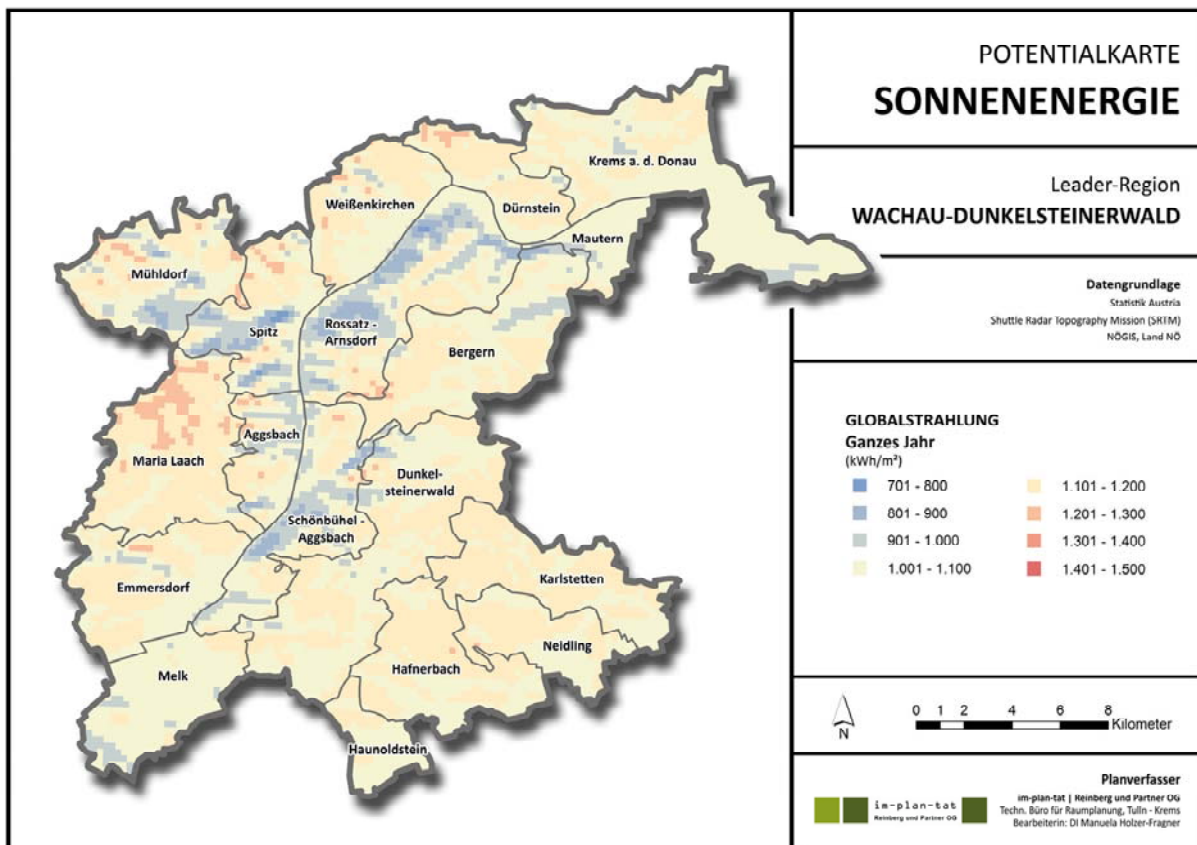 POTENTIALKARTE
SONNENENERGIE
Leader-Region
WACHAU-DUNKELSTEINERWALD
Datengrundlage
Statistik Austria
Shuttle Radar Topography Mission (SRTM)
NÖGIS, Land NÖ
GLOBALSTRAHLUNG
Ganzes Jahr
(kWh/m²)
701 - 800
801 - 900
901 - 1.000
1.001 - 1.100
1.101 - 1.200
1.201 - 1.300
1.301 - 1.400
1.401 - 1.500
N
0 1 2 4 6 8
Kilometer
Planverfasser
im-plan-tat | Reinberg und Partner OG
Techn. Büro für Raumplanung, Tulln - Krems
Bearbeiterin: DI Manuela Holzer-Fragner
im-plan-tat
Reinberg und Partner OG
Krems a. d. Donau
Weißenkirchen
Dürnstein
Mautern
Mühldorf
Spitz
Rossatz -
Arnsdorf
Bergern
Aggsbach
Maria Laach
Dunkel-
steinerwald
Schönbühel -
Aggsbach
Emmersdorf
Karlstetten
Neidling
Melk
Hafnerbach
Haunoldstein